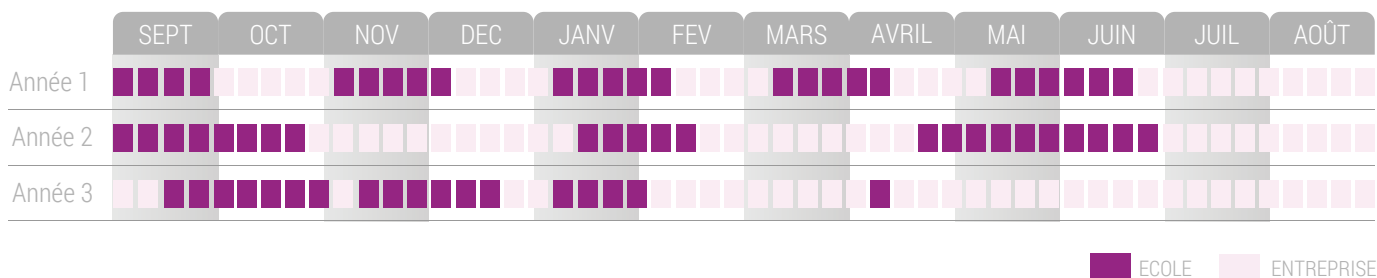 SEPT OCT NOV DEC JANV FEV MARS AVRIL MAI JUIN JUIL AOÛT
Année 1
Année 2
Année 3
ECOLE ENTREPRISE